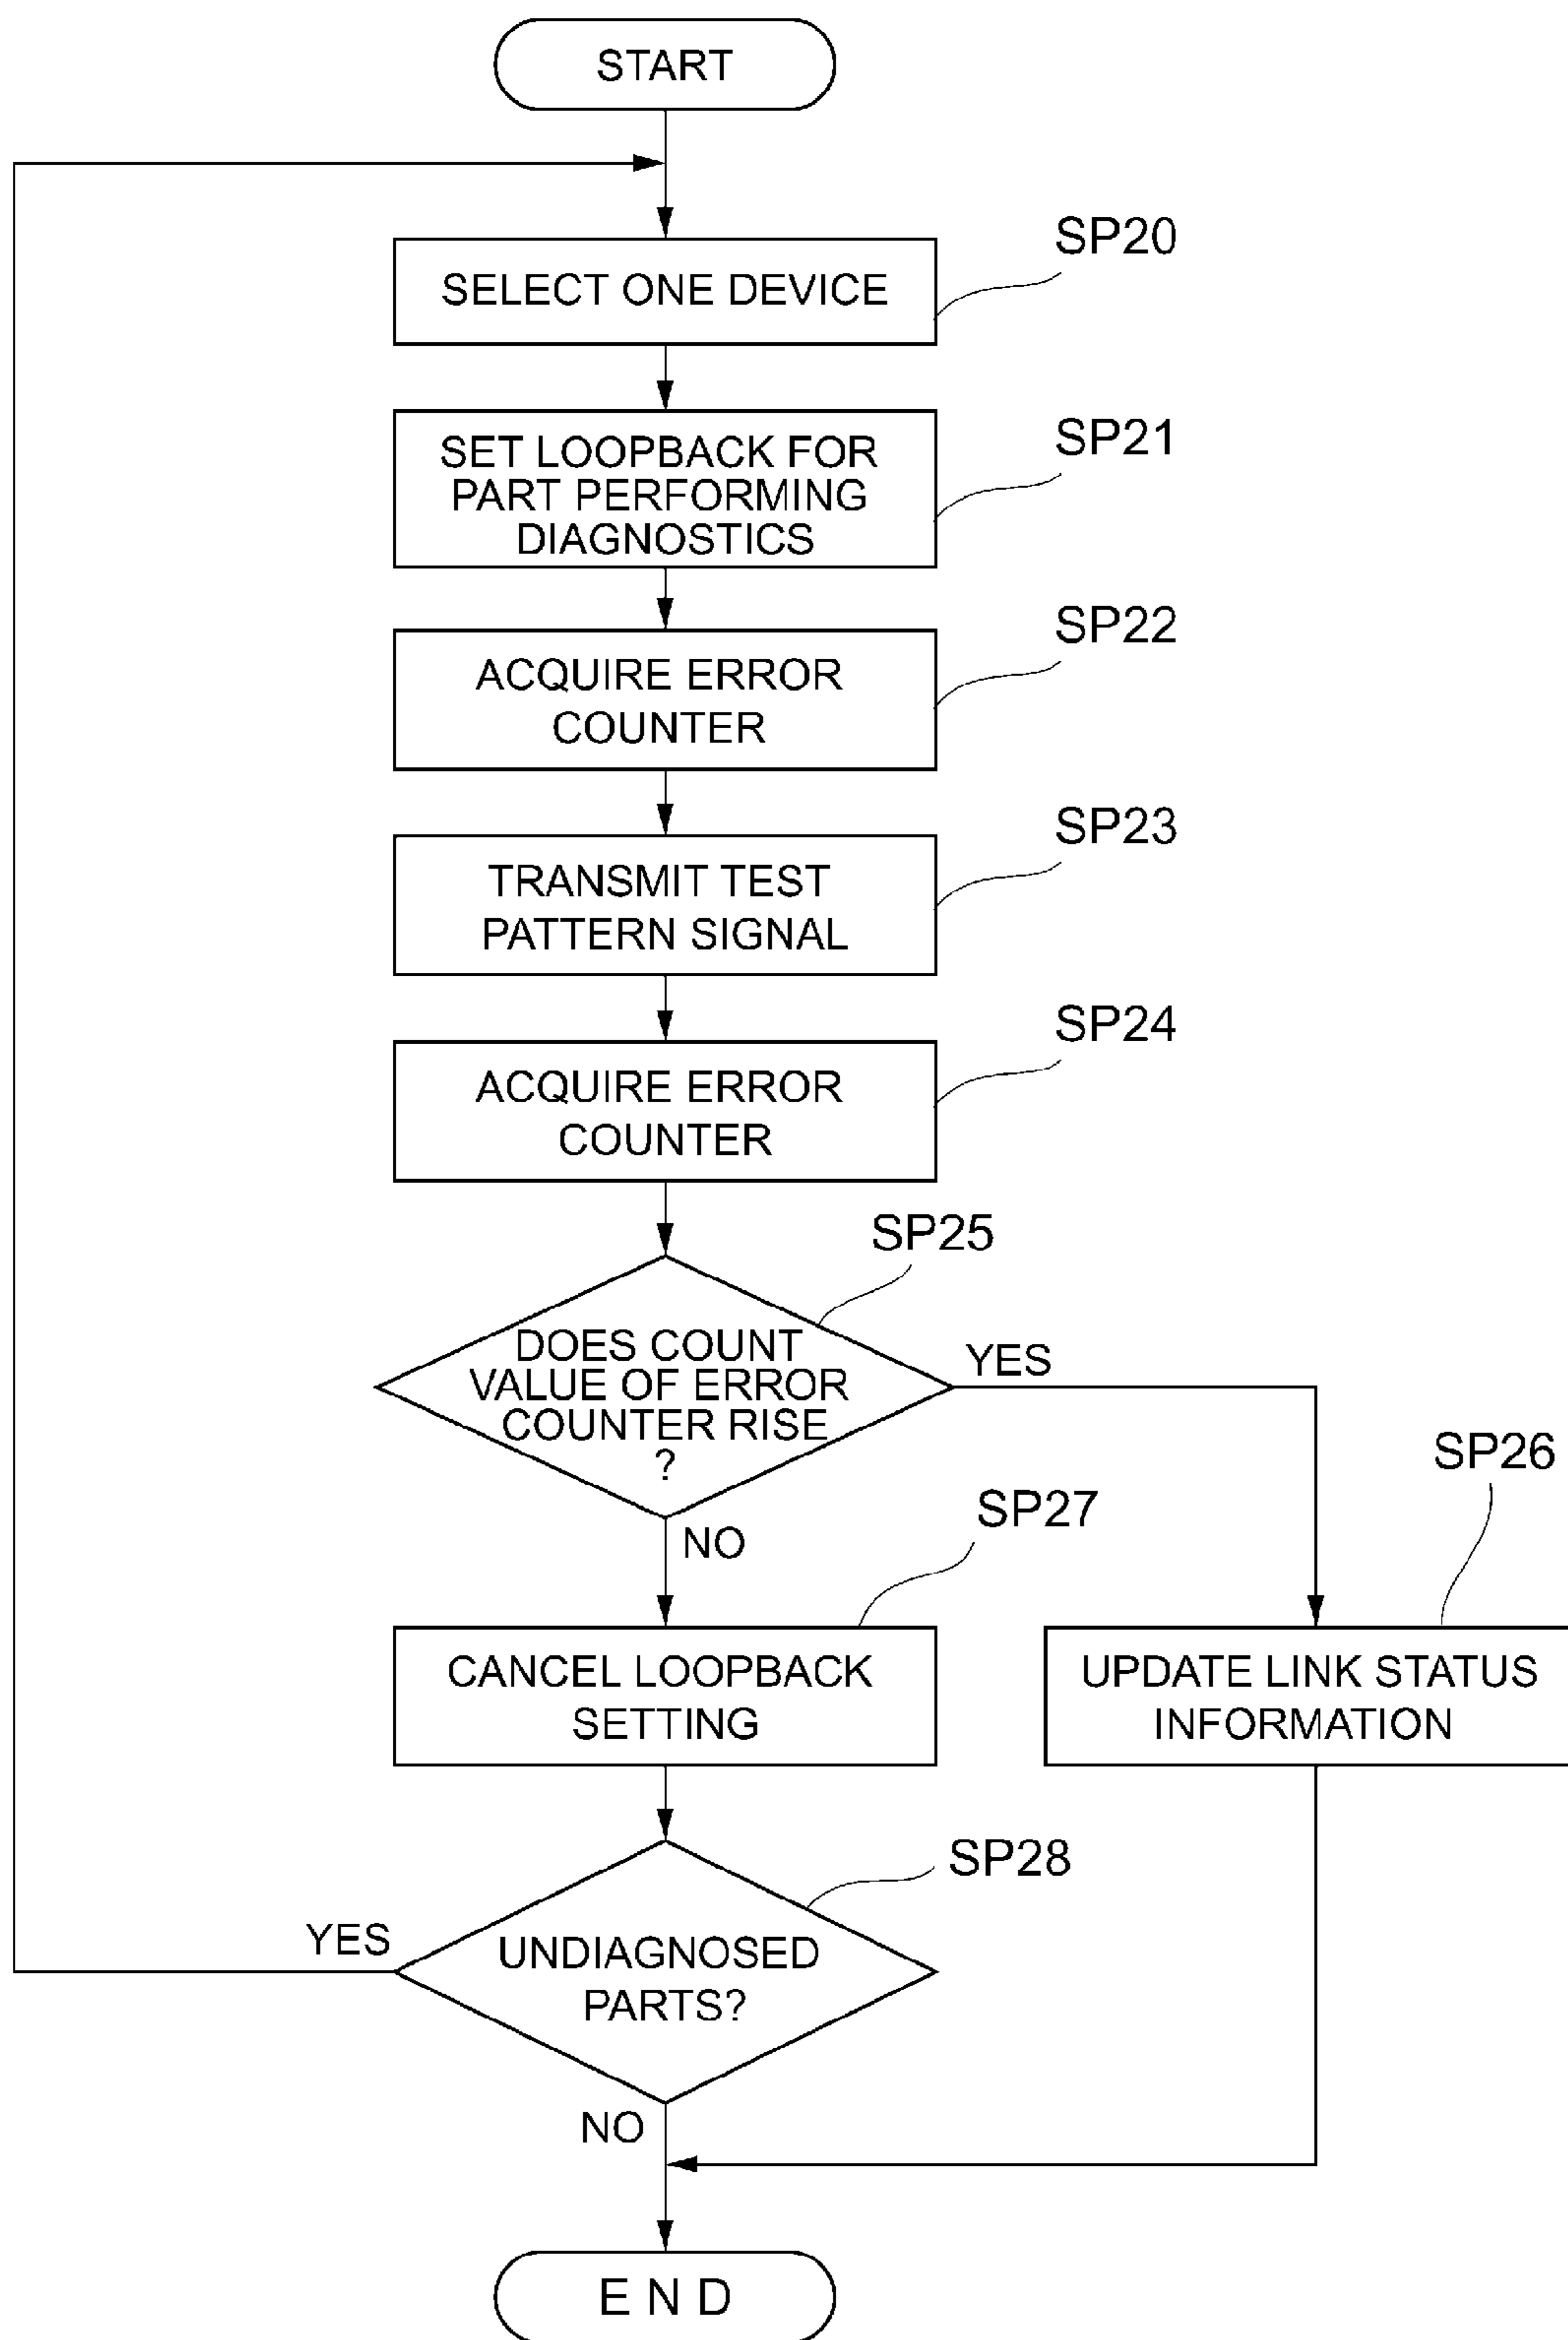 START
SP20
SELECT ONE DEVICE
SP21
SET LOOPBACK FOR
PART PERFORMING
DIAGNOSTICS
SP22
ACQUIRE ERROR
COUNTER
SP23
TRANSMIT TEST
PATTERN SIGNAL
SP24
ACQUIRE ERROR
COUNTER
SP25
DOES COUNT
VALUE OF ERROR
COUNTER RISE
?
YES
NO
SP27
CANCEL LOOPBACK
SETTING
SP26
UPDATE LINK STATUS
INFORMATION
SP28
UNDIAGNOSED
PARTS?
YES
NO
END